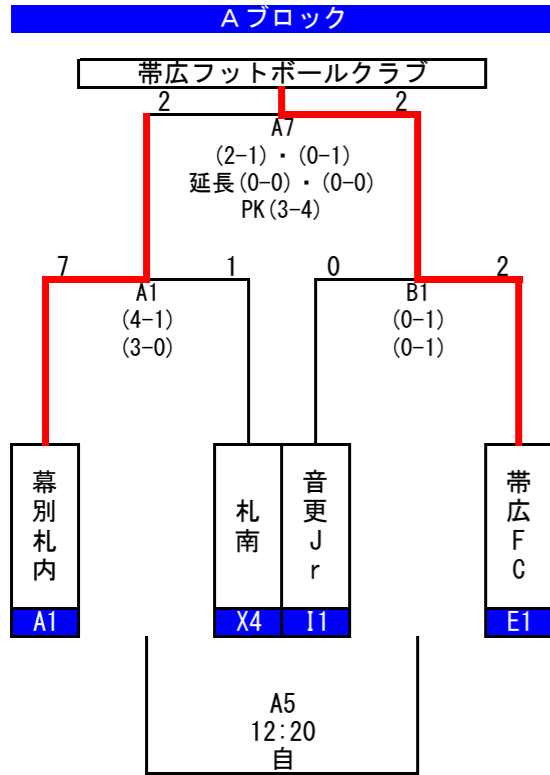 Aブロック
帯広フットボールクラブ
2 2
A7
(2-1)・(0-1)
延長(0-0)・(0-0)
PK(3-4)
7 1 0 2
A1 B1
(4-1) (0-1)
(3-0) (0-1)
幕別札内 札南 音更Jr 帯広FC
A1 X4 I1 E1
A5
12:20
自